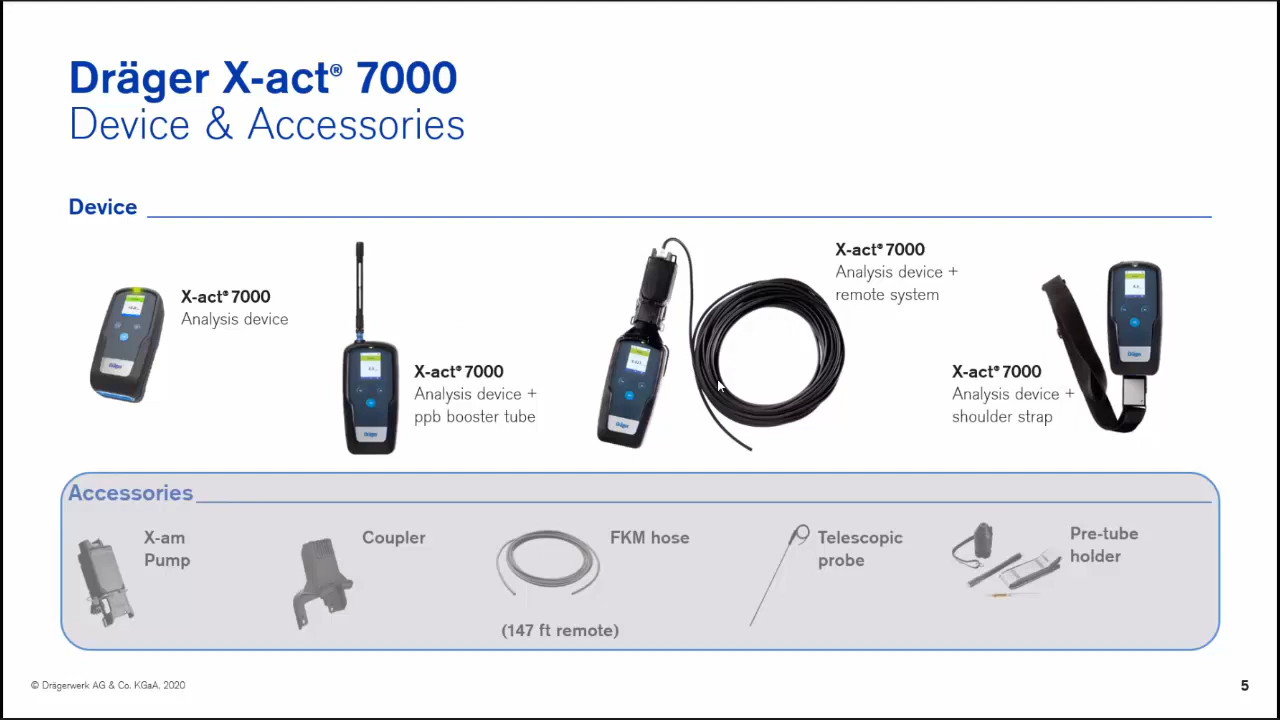 Dräger X-act® 7000
Device & Accessories
Device
X-act® 7000
Analysis device
X-act® 7000
Analysis device +
ppb booster tube
X-act® 7000
Analysis device +
remote system
X-act® 7000
Analysis device +
shoulder strap
Accessories
X-am
Pump
Coupler
FKM hose
(147 ft remote)
Telescopic
probe
Pre-tube
holder
© Drägerwerk AG & Co. KGaA, 2020
5